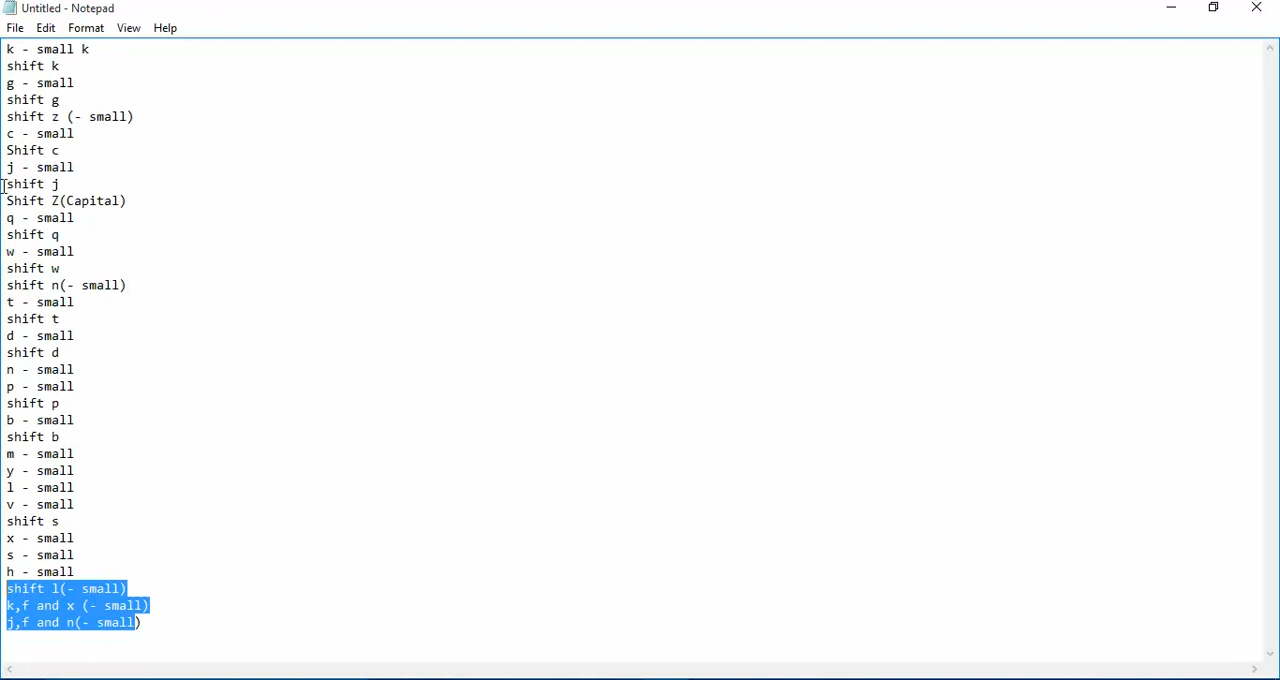 Untitled - Notepad
File Edit Format View Help
k - small k
shift k
g - small
shift g
shift z (- small)
c - small
Shift c
j - small
shift j
Shift Z(Capital)
q - small
shift q
w - small
shift w
shift n(- small)
t - small
shift t
d - small
shift d
n - small
p - small
shift p
b - small
shift b
m - small
y - small
l - small
v - small
shift s
x - small
s - small
h - small
shift l(- small)
k,f and x (- small)
j,f and n(- small)